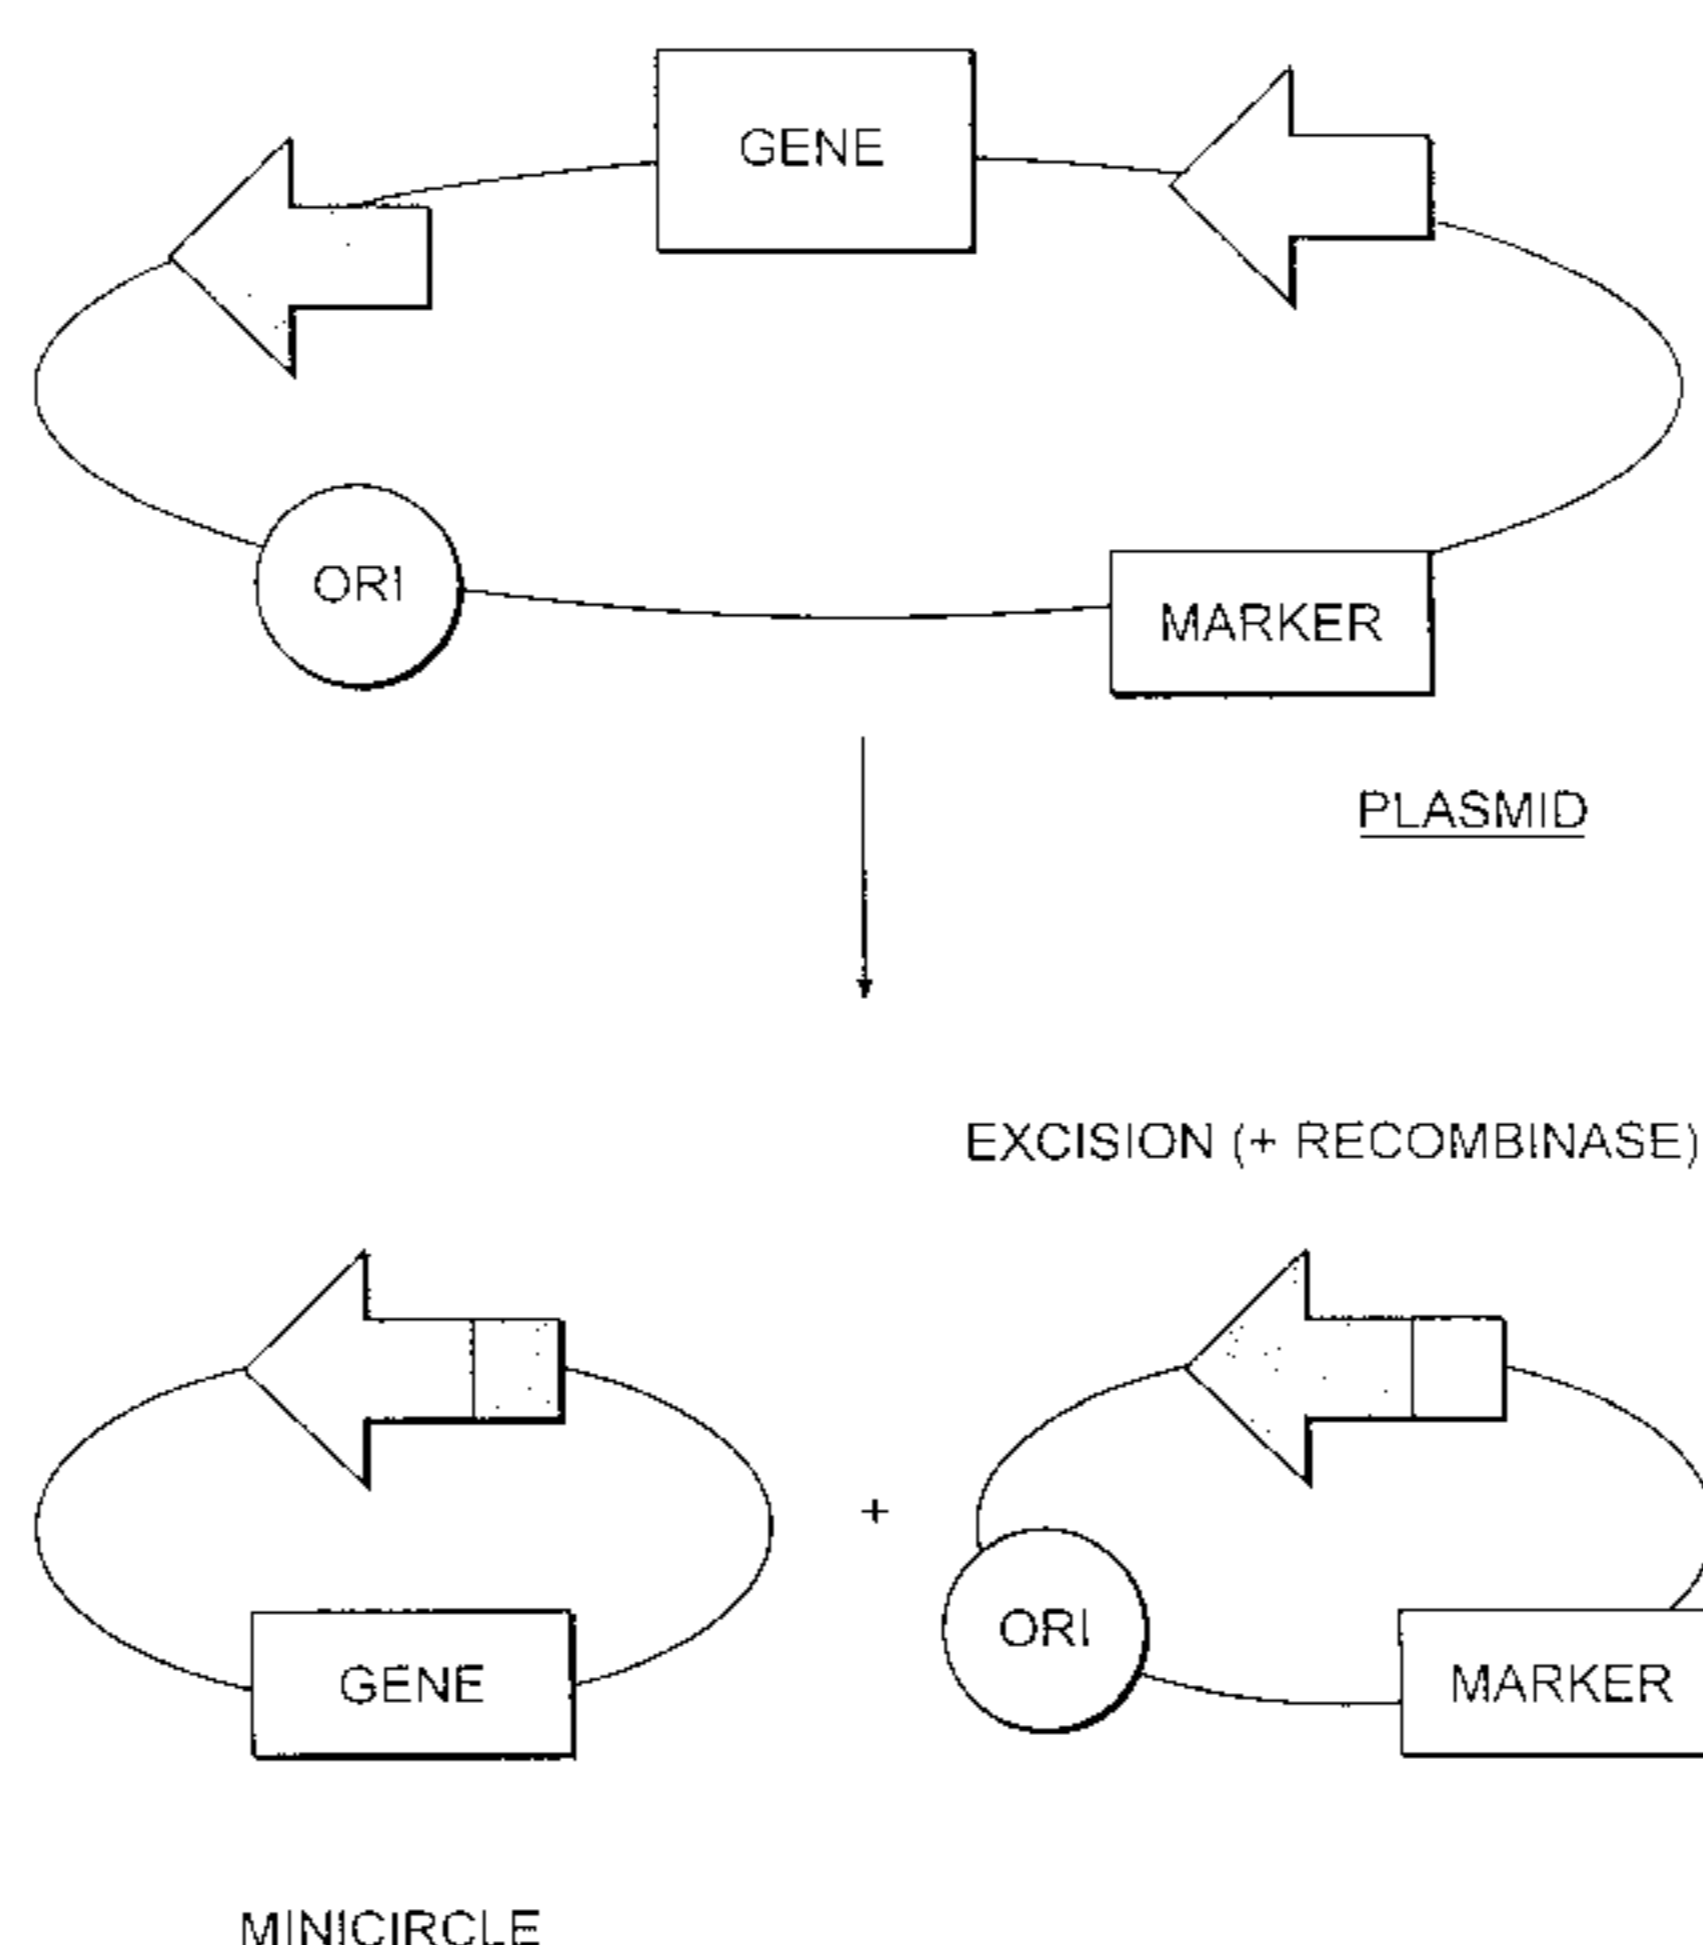 GENE
ORI
MARKER
PLASMID
EXCISION (+ RECOMBINASE)
+
ORI
GENE
MARKER
MINICIRCLE